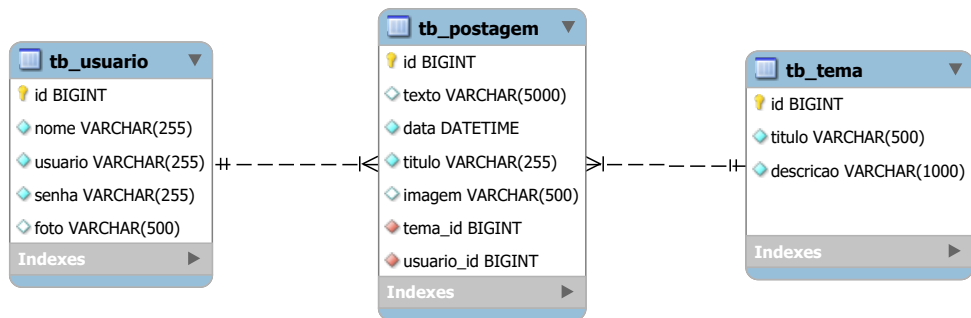 tb_usuario
id BIGINT
nome VARCHAR(255)
usuario VARCHAR(255)
senha VARCHAR(255)
foto VARCHAR(500)
Indexes
tb_postagem
id BIGINT
texto VARCHAR(5000)
data DATETIME
titulo VARCHAR(255)
imagem VARCHAR(500)
tema_id BIGINT
usuario_id BIGINT
Indexes
tb_tema
id BIGINT
titulo VARCHAR(500)
descricao VARCHAR(1000)
Indexes